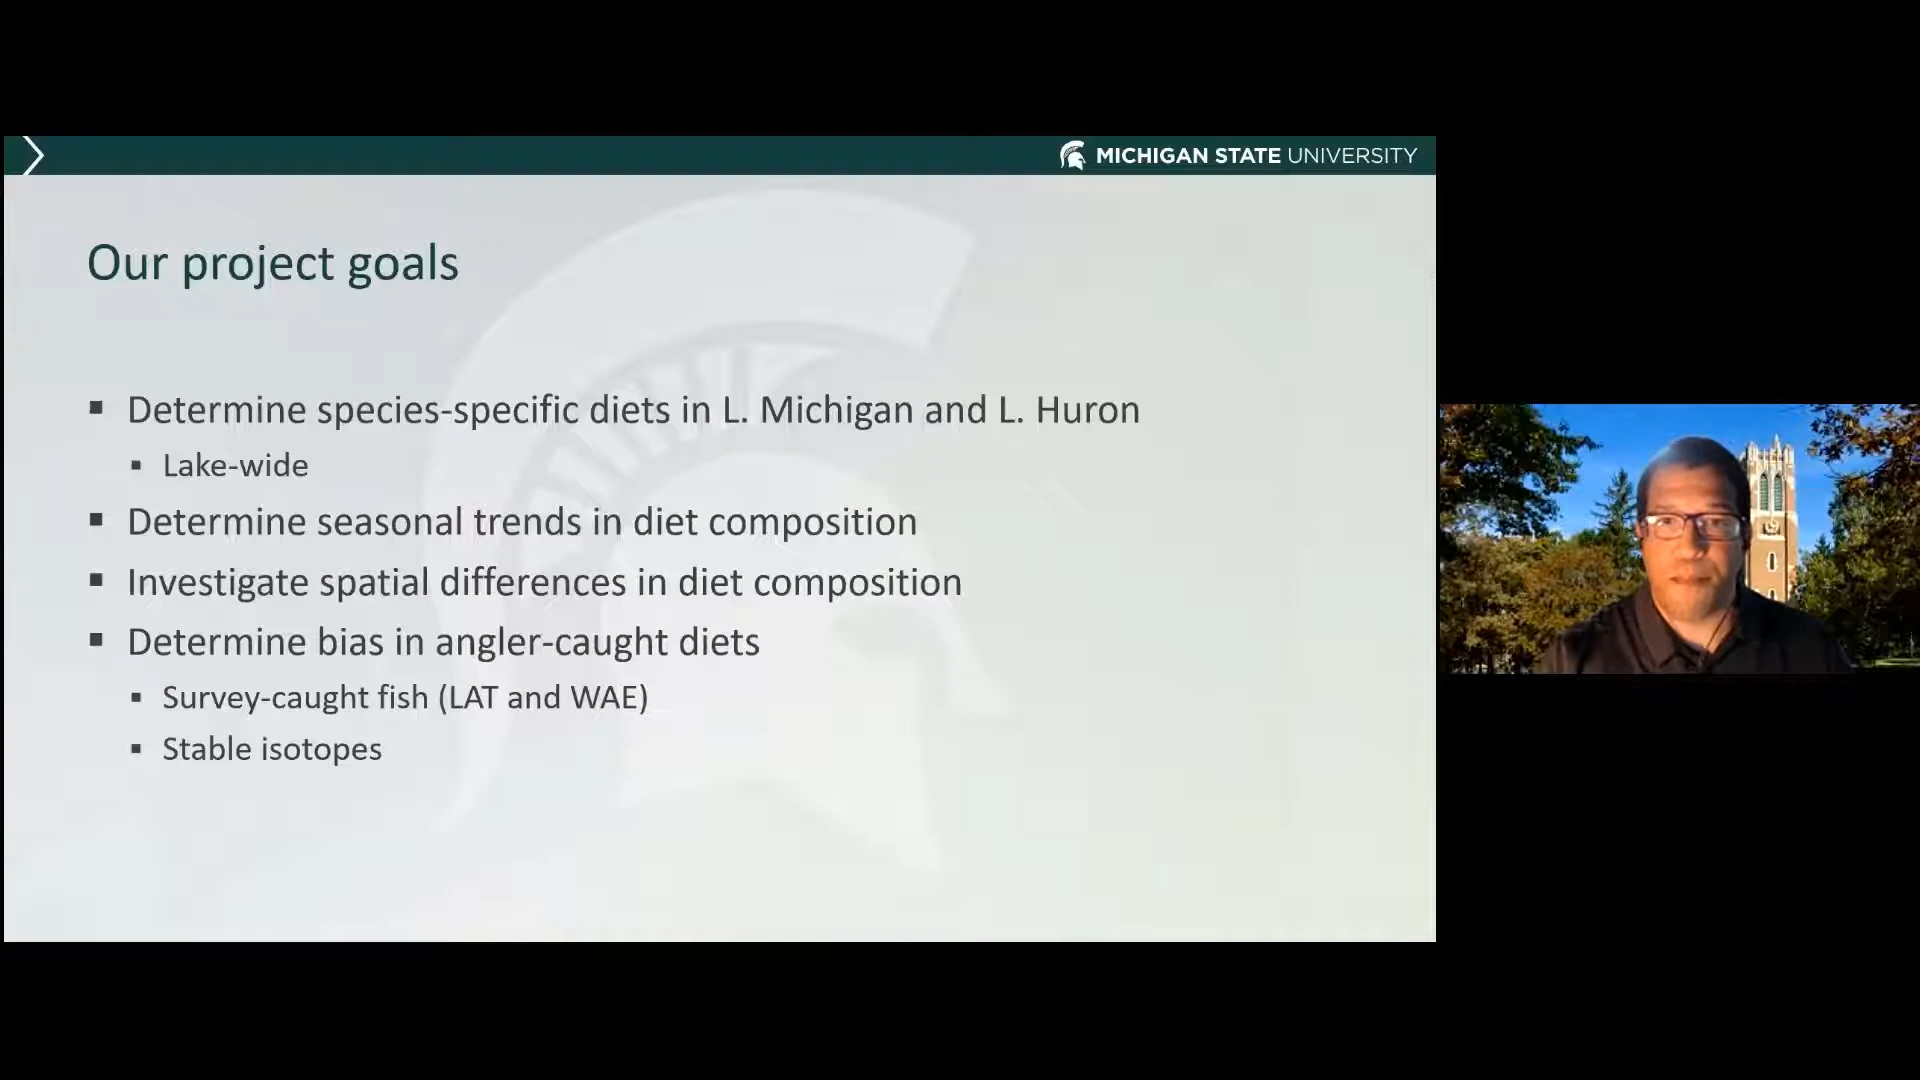 MICHIGAN STATE UNIVERSITY
Our project goals
▪ Determine species-specific diets in L. Michigan and L. Huron
▪ Lake-wide
▪ Determine seasonal trends in diet composition
▪ Investigate spatial differences in diet composition
▪ Determine bias in angler-caught diets
▪ Survey-caught fish (LAT and WAE)
▪ Stable isotopes